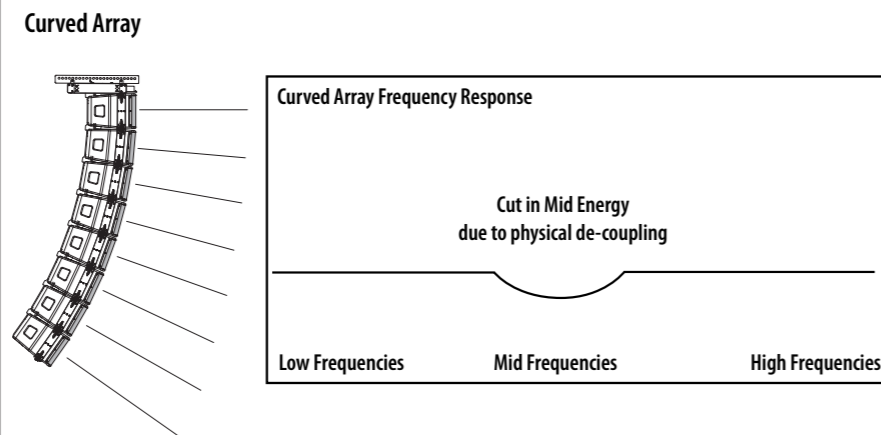 Curved Array
Curved Array Frequency Response
Cut in Mid Energy
due to physical de-coupling
Low Frequencies
Mid Frequencies
High Frequencies